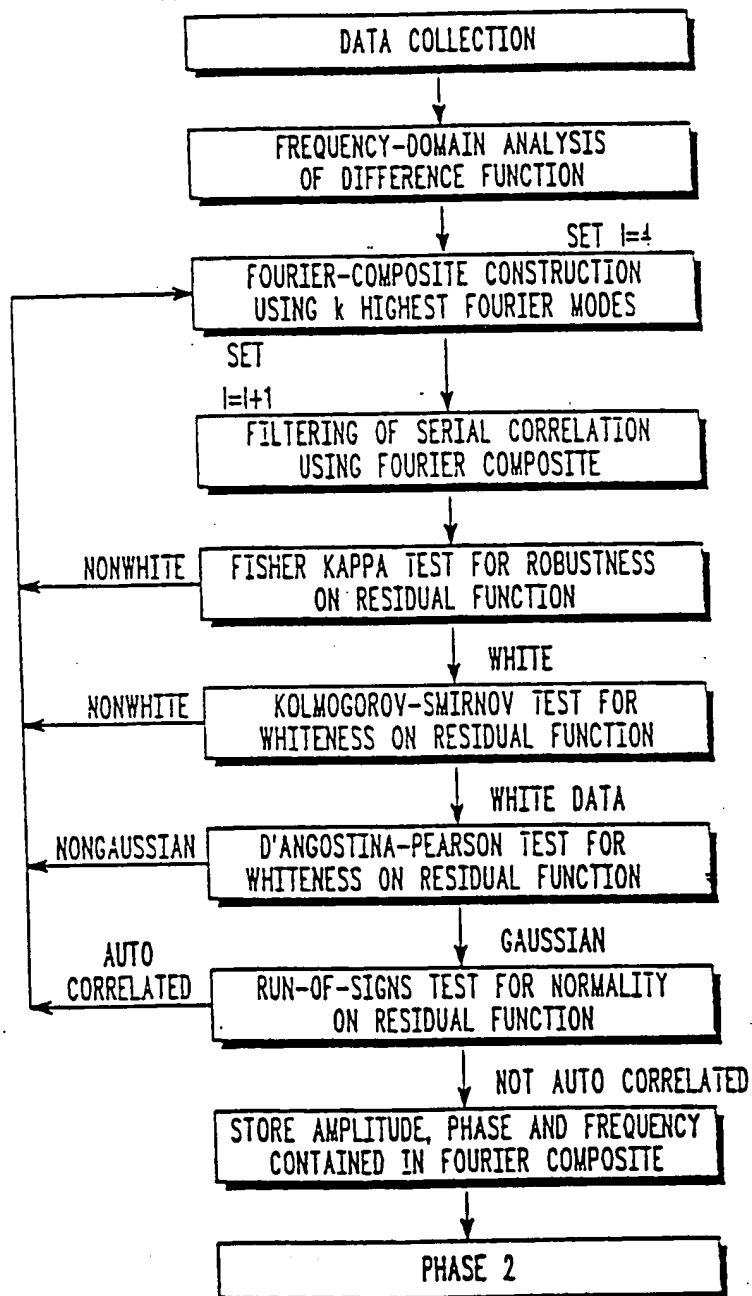 DATA COLLECTION
FREQUENCY-DOMAIN ANALYSIS
OF DIFFERENCE FUNCTION
SET I=1
FOURIER-COMPOSITE CONSTRUCTION
USING k HIGHEST FOURIER MODES
SET
I=I+1
FILTERING OF SERIAL CORRELATION
USING FOURIER COMPOSITE
NONWHITE
FISHER KAPPA TEST FOR ROBUSTNESS
ON RESIDUAL FUNCTION
WHITE
NONWHITE
KOLMOGOROV-SMIRNOV TEST FOR
WHITENESS ON RESIDUAL FUNCTION
WHITE DATA
NONGAUSSIAN
D'ANGOSTINA-PEARSON TEST FOR
WHITENESS ON RESIDUAL FUNCTION
GAUSSIAN
AUTO
CORRELATED
RUN-OF-SIGNS TEST FOR NORMALITY
ON RESIDUAL FUNCTION
NOT AUTO CORRELATED
STORE AMPLITUDE, PHASE AND FREQUENCY
CONTAINED IN FOURIER COMPOSITE
PHASE 2